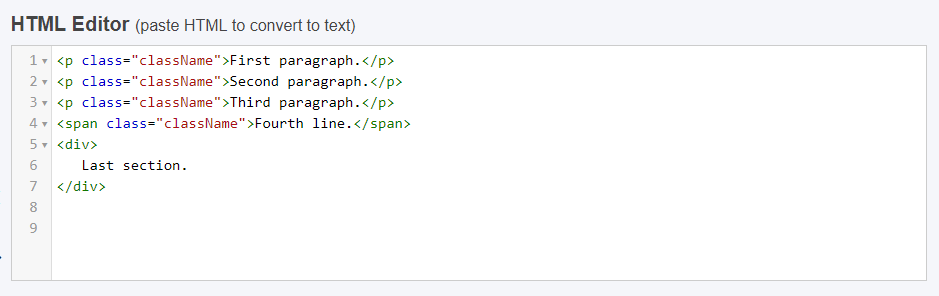 HTML Editor (paste HTML to convert to text)
1 <p class="className">First paragraph.</p>
2 <p class="className">Second paragraph.</p>
3 <p class="className">Third paragraph.</p>
4 <span class="className">Fourth line.</span>
5 <div>
6    Last section.
7 </div>
8
9